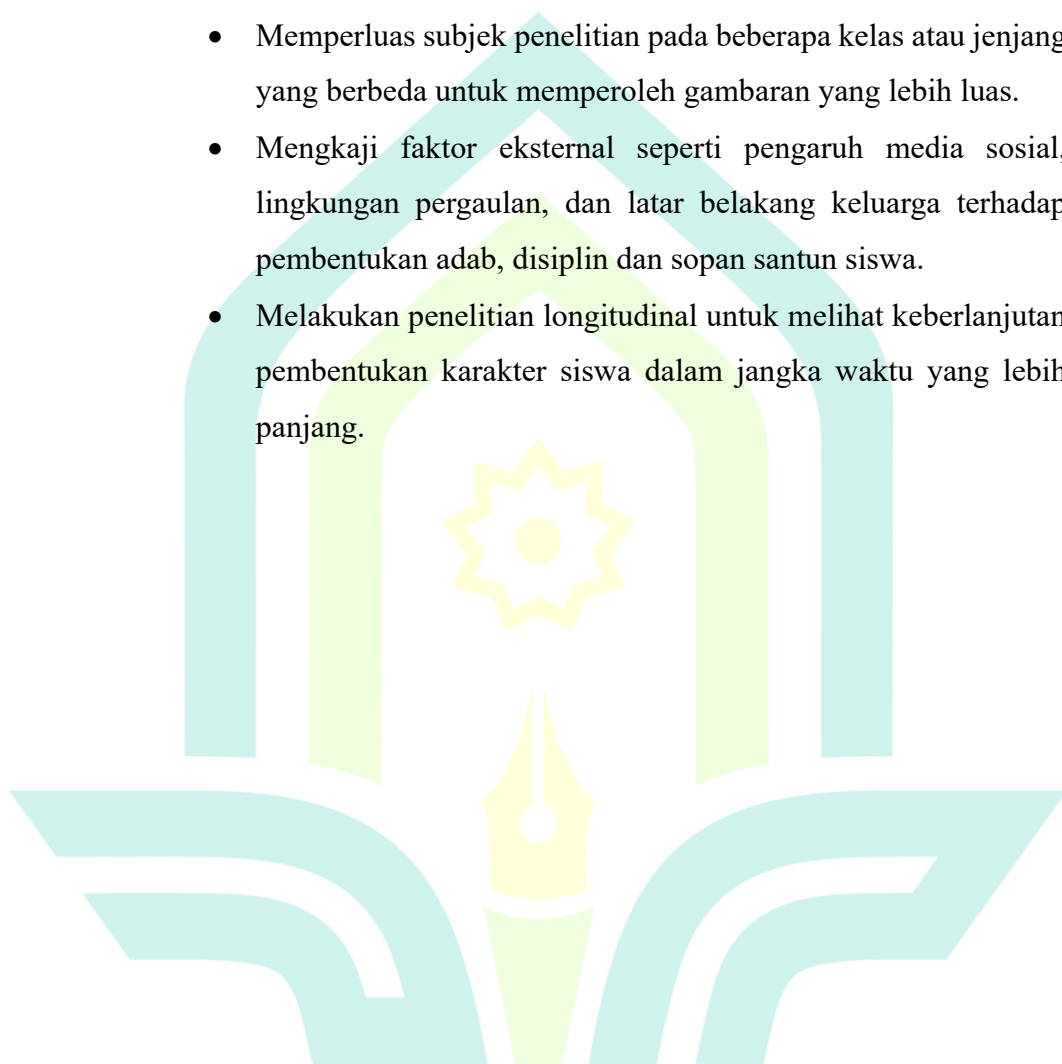 • Memperluas subjek penelitian pada beberapa kelas atau jenjang
yang berbeda untuk memperoleh gambaran yang lebih luas.
• Mengkaji faktor eksternal seperti pengaruh media sosial,
lingkungan pergaulan, dan latar belakang keluarga terhadap
pembentukan adab, disiplin dan sopan santun siswa.
• Melakukan penelitian longitudinal untuk melihat keberlanjutan
pembentukan karakter siswa dalam jangka waktu yang lebih
panjang.